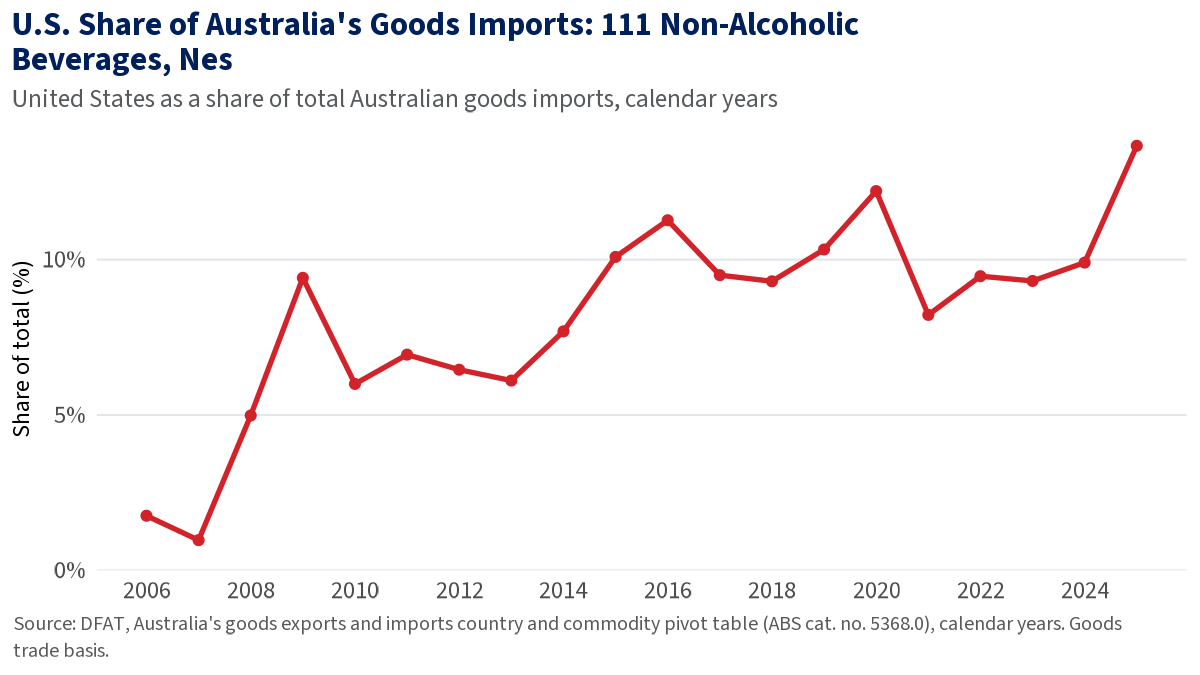 U.S. Share of Australia's Goods Imports: 111 Non-Alcoholic
Beverages, Nes
United States as a share of total Australian goods imports, calendar years
Share of total (%)
10%
5%
0%
2006 2008 2010 2012 2014 2016 2018 2020 2022 2024
Source: DFAT, Australia's goods exports and imports country and commodity pivot table (ABS cat. no. 5368.0), calendar years. Goods
trade basis.